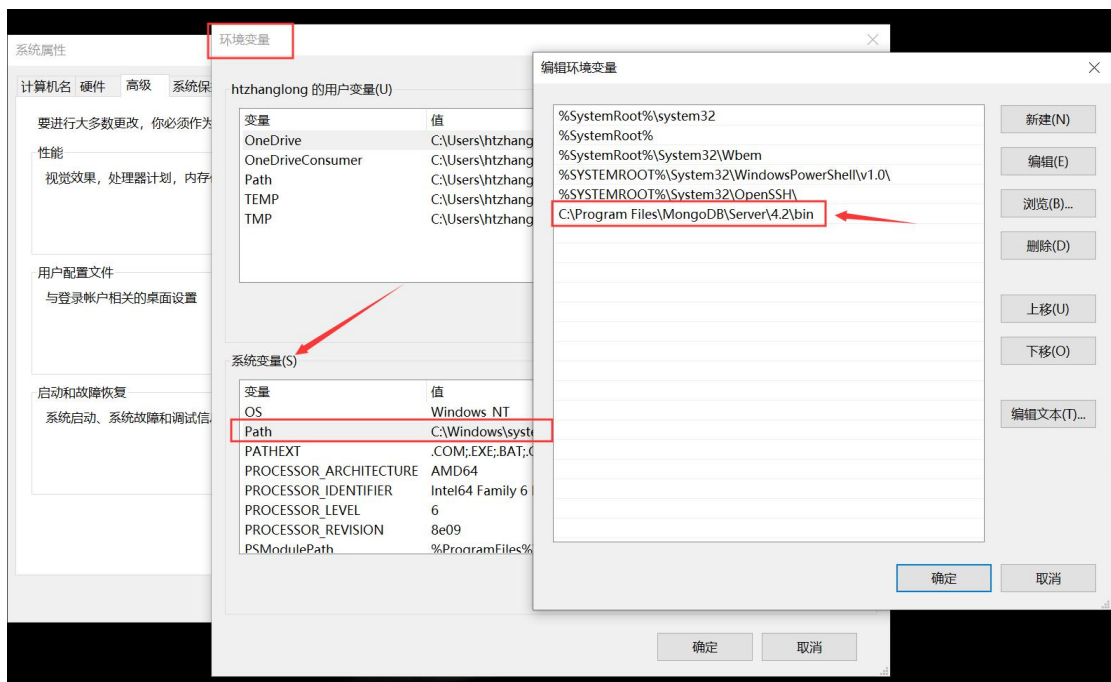 系统属性
计算机名 硬件 高级 系统保
要进行大多数更改，你必须作为
性能
视觉效果，处理器计划，内存
用户配置文件
与登录帐户相关的桌面设置
启动和故障恢复
系统启动、系统故障和调试信
环境变量
htzhanglong 的用户变量(U)
变量 值
OneDrive C:\Users\htzhang
OneDriveConsumer C:\Users\htzhang
Path C:\Users\htzhang
TEMP C:\Users\htzhang
TMP C:\Users\htzhang
系统变量(S)
变量 值
OS Windows_NT
Path C:\Windows\syste
PATHEXT .COM;.EXE;.BAT;.
PROCESSOR_ARCHITECTURE AMD64
PROCESSOR_IDENTIFIER Intel64 Family 6
PROCESSOR_LEVEL 6
PROCESSOR_REVISION 8e09
PSModulePath %ProgramFiles%
确定 取消
编辑环境变量
%SystemRoot%\system32
%SystemRoot%
%SystemRoot%\System32\Wbem
%SYSTEMROOT%\System32\WindowsPowerShell\v1.0\
%SYSTEMROOT%\System32\OpenSSH\
C:\Program Files\MongoDB\Server\4.2\bin
新建(N)
编辑(E)
浏览(B)...
删除(D)
上移(U)
下移(O)
编辑文本(T)...
确定 取消